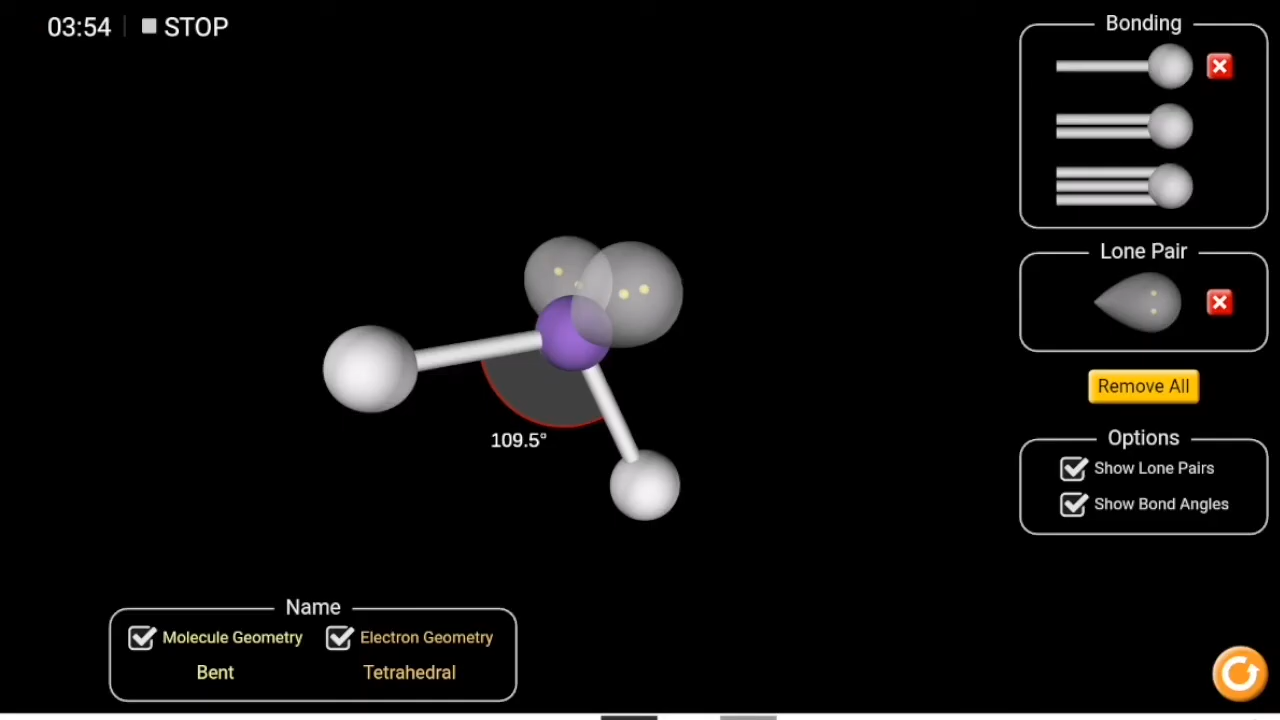 03:54 STOP
Bonding
Lone Pair
Remove All
Options
Show Lone Pairs
Show Bond Angles
109.5°
Name
Molecule Geometry Electron Geometry
Bent Tetrahedral